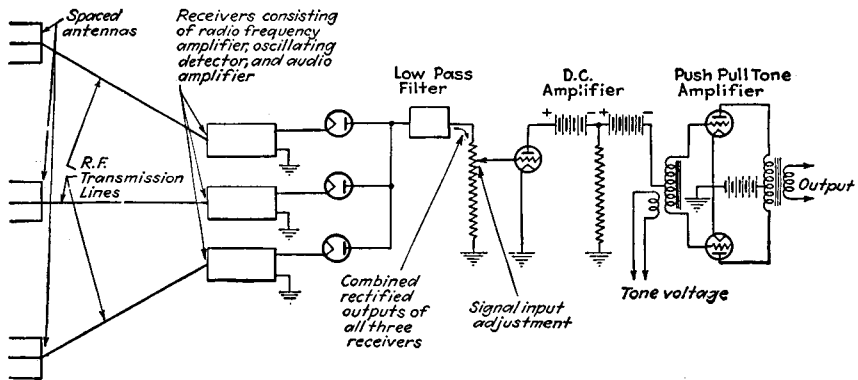 Spaced
antennas
Receivers consisting
of radio frequency
amplifier, oscillating
detector, and audio
amplifier
Low Pass
Filter
D.C.
Amplifier
+ - + -
Push Pull Tone
Amplifier
R.F.
Transmission
Lines
Output
Combined
rectified
outputs of
all three
receivers
Signal input
adjustment
Tone voltage